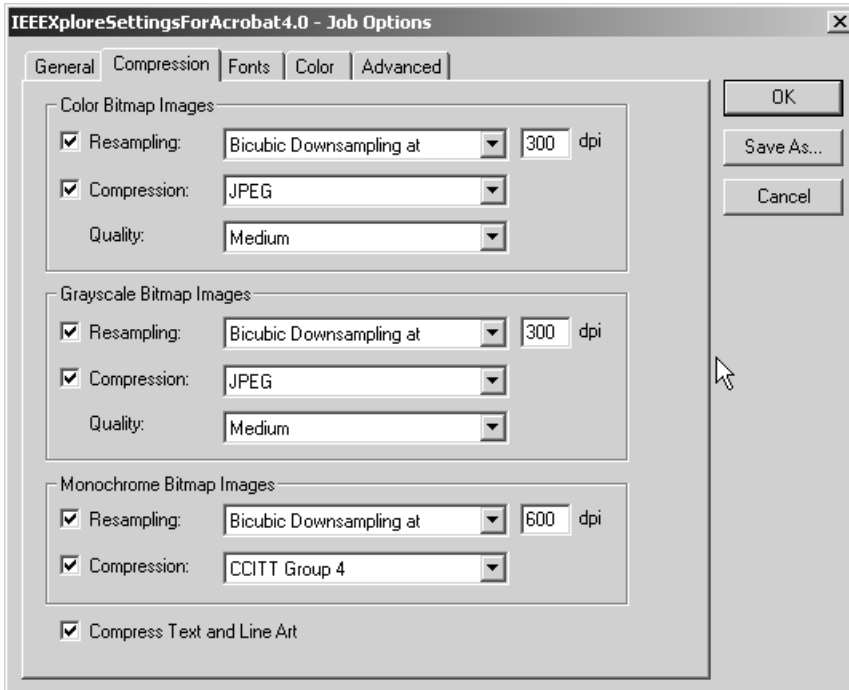 IEEEXploreSettingsForAcrobat4.0 - Job Options
General Compression Fonts Color Advanced
OK
Save As...
Cancel
Color Bitmap Images
Resampling: Bicubic Downsampling at 300 dpi
Compression: JPEG
Quality: Medium
Grayscale Bitmap Images
Resampling: Bicubic Downsampling at 300 dpi
Compression: JPEG
Quality: Medium
Monochrome Bitmap Images
Resampling: Bicubic Downsampling at 600 dpi
Compression: CCITT Group 4
Compress Text and Line Art